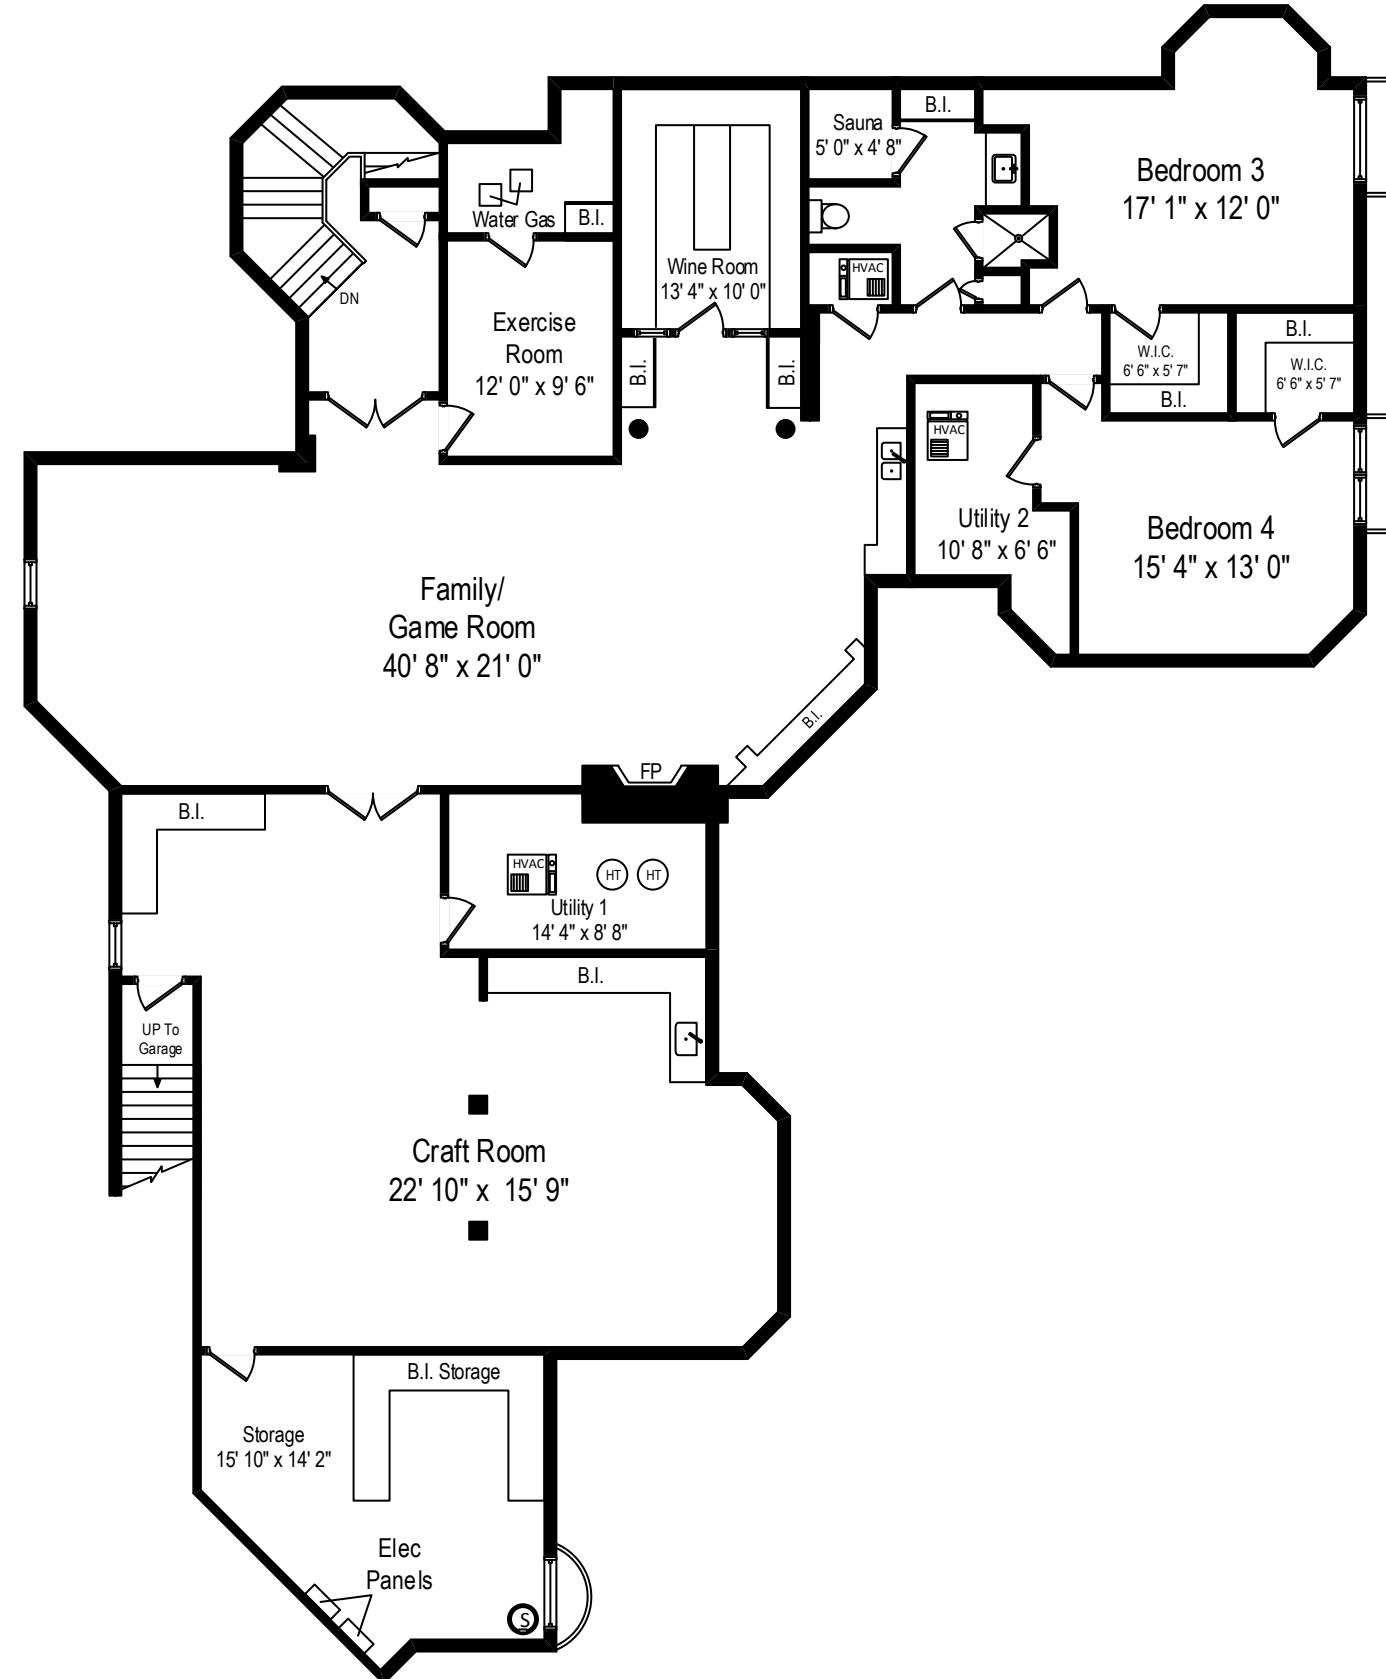 B.I.
Sauna
5' 0" x 4' 8"
Bedroom 3
17' 1" x 12' 0"
Water Gas
B.I.
Wine Room
13' 4" x 10' 0"
HVAC
DN
Exercise
Room
12' 0" x 9' 6"
B.I.
B.I.
W.I.C.
6' 6" x 5' 7"
B.I.
B.I.
W.I.C.
6' 6" x 5' 7"
HVAC
Utility 2
10' 8" x 6' 6"
Bedroom 4
15' 4" x 13' 0"
Family/
Game Room
40' 8" x 21' 0"
B.I.
FP
B.I.
HVAC
HT
HT
Utility 1
14' 4" x 8' 8"
B.I.
UP To
Garage
Craft Room
22' 10" x 15' 9"
B.I. Storage
Storage
15' 10" x 14' 2"
Elec
Panels
S